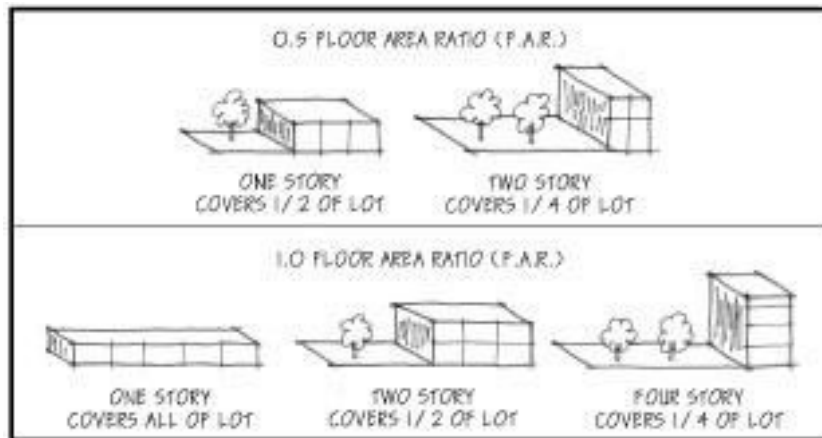 0.5 FLOOR AREA RATIO (F.A.R.)
ONE STORY
COVERS 1/2 OF LOT
TWO STORY
COVERS 1/4 OF LOT
1.0 FLOOR AREA RATIO (F.A.R.)
ONE STORY
COVERS ALL OF LOT
TWO STORY
COVERS 1/2 OF LOT
FOUR STORY
COVERS 1/4 OF LOT